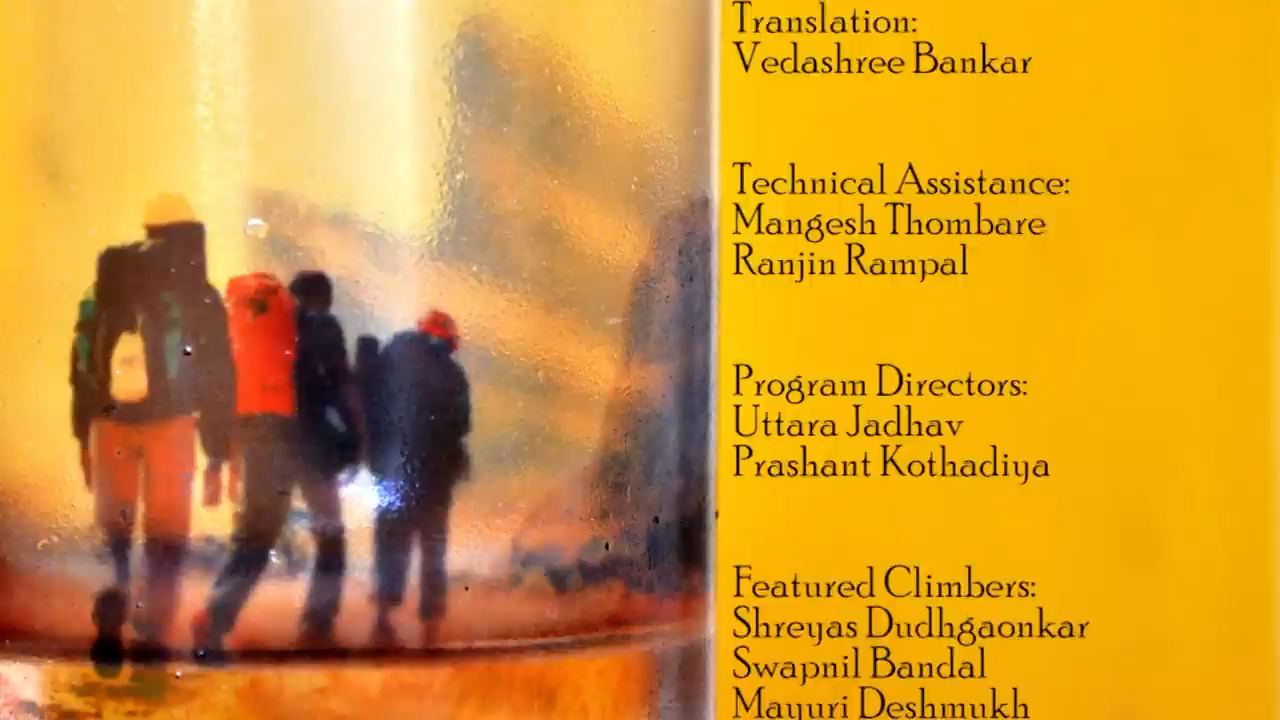 Translation:
Vedashree Bankar
Technical Assistance:
Mangesh Thombare
Ranjin Rampal
Program Directors:
Uttara Jadhav
Prashant Kothadiya
Featured Climbers:
Shreyas Dudhgaonkar
Swapnil Bandal
Mayuri Deshmukh